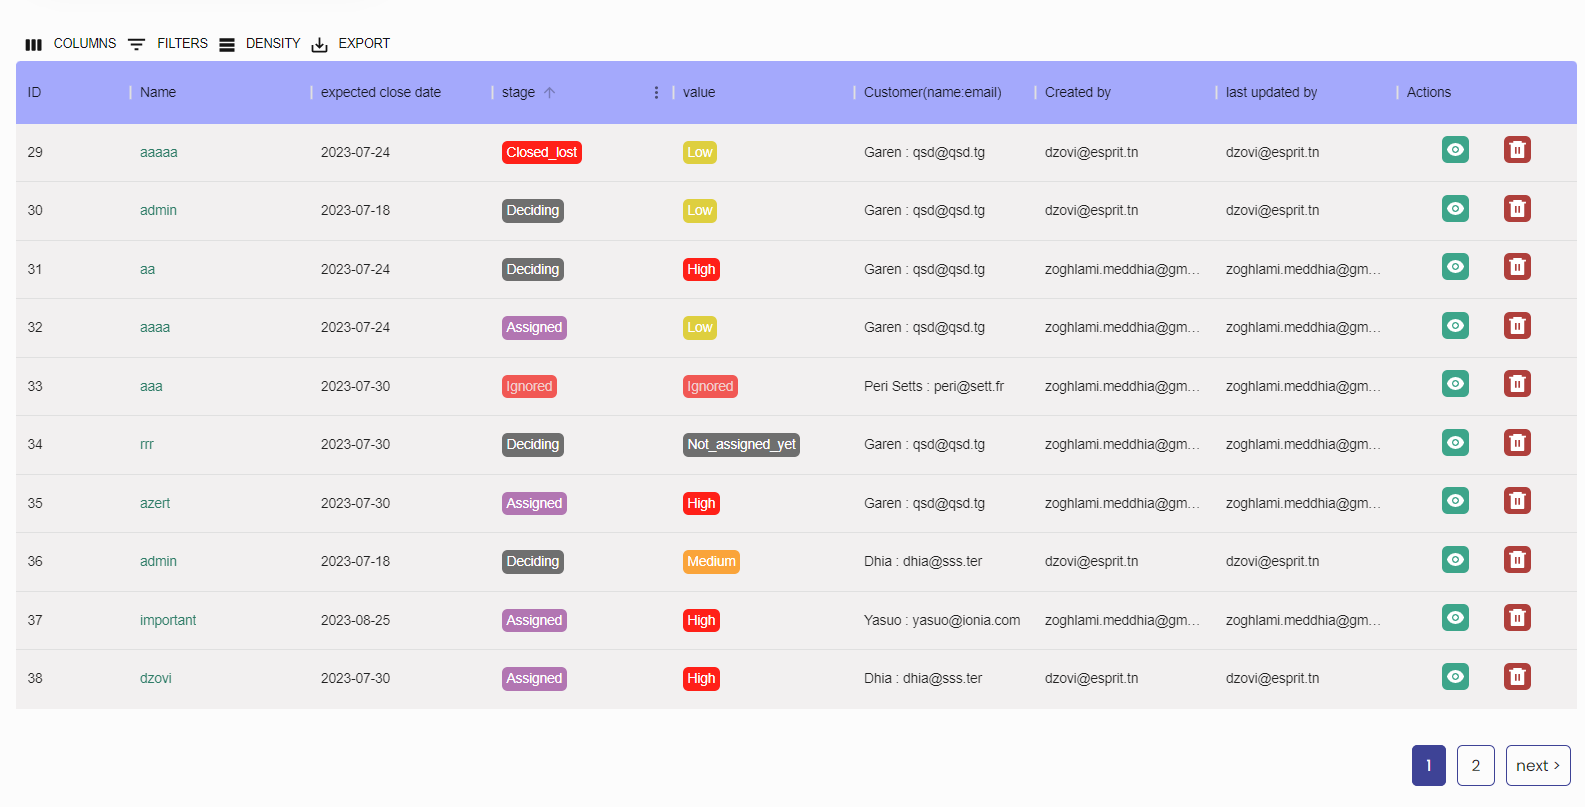 COLUMNS FILTERS DENSITY EXPORT
ID Name expected close date stage value Customer(name:email) Created by last updated by Actions
29 aaaaa 2023-07-24 Closed_lost Low Garen : qsd@qsd.tg dzovi@esprit.tn dzovi@esprit.tn
30 admin 2023-07-18 Deciding Low Garen : qsd@qsd.tg dzovi@esprit.tn dzovi@esprit.tn
31 aa 2023-07-24 Deciding High Garen : qsd@qsd.tg zoghlami.meddhia@gm... zoghlami.meddhia@gm...
32 aaaa 2023-07-24 Assigned Low Garen : qsd@qsd.tg zoghlami.meddhia@gm... zoghlami.meddhia@gm...
33 aaa 2023-07-30 Ignored Ignored Peri Setts : peri@sett.fr zoghlami.meddhia@gm... zoghlami.meddhia@gm...
34 rrr 2023-07-30 Deciding Not_assigned_yet Garen : qsd@qsd.tg zoghlami.meddhia@gm... zoghlami.meddhia@gm...
35 azert 2023-07-30 Assigned High Garen : qsd@qsd.tg zoghlami.meddhia@gm... zoghlami.meddhia@gm...
36 admin 2023-07-18 Deciding Medium Dhia : dhia@sss.ter dzovi@esprit.tn dzovi@esprit.tn
37 important 2023-08-25 Assigned High Yasuo : yasuo@ionia.com zoghlami.meddhia@gm... zoghlami.meddhia@gm...
38 dzovi 2023-07-30 Assigned High Dhia : dhia@sss.ter dzovi@esprit.tn dzovi@esprit.tn
1 2 next >